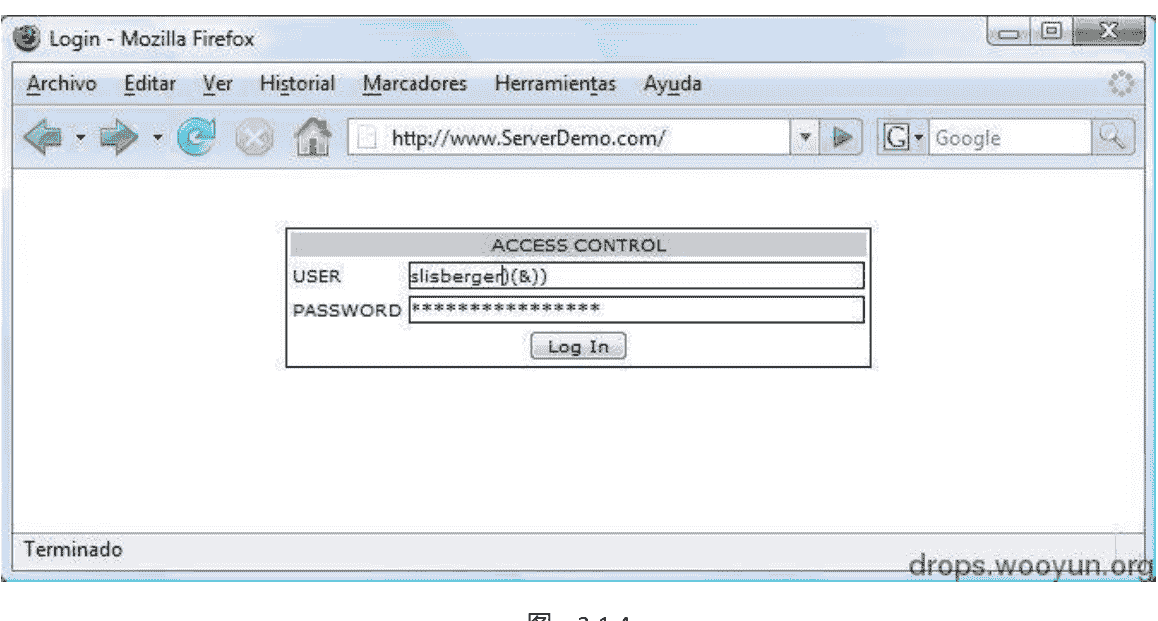 Login - Mozilla Firefox
Archivo Editar Ver Historial Marcadores Herramientas Ayuda
http://www.ServerDemo.com/
G Google
ACCESS CONTROL
USER slisberger)(&))
PASSWORD ****************
Log In
Terminado
drops.wooyun.org